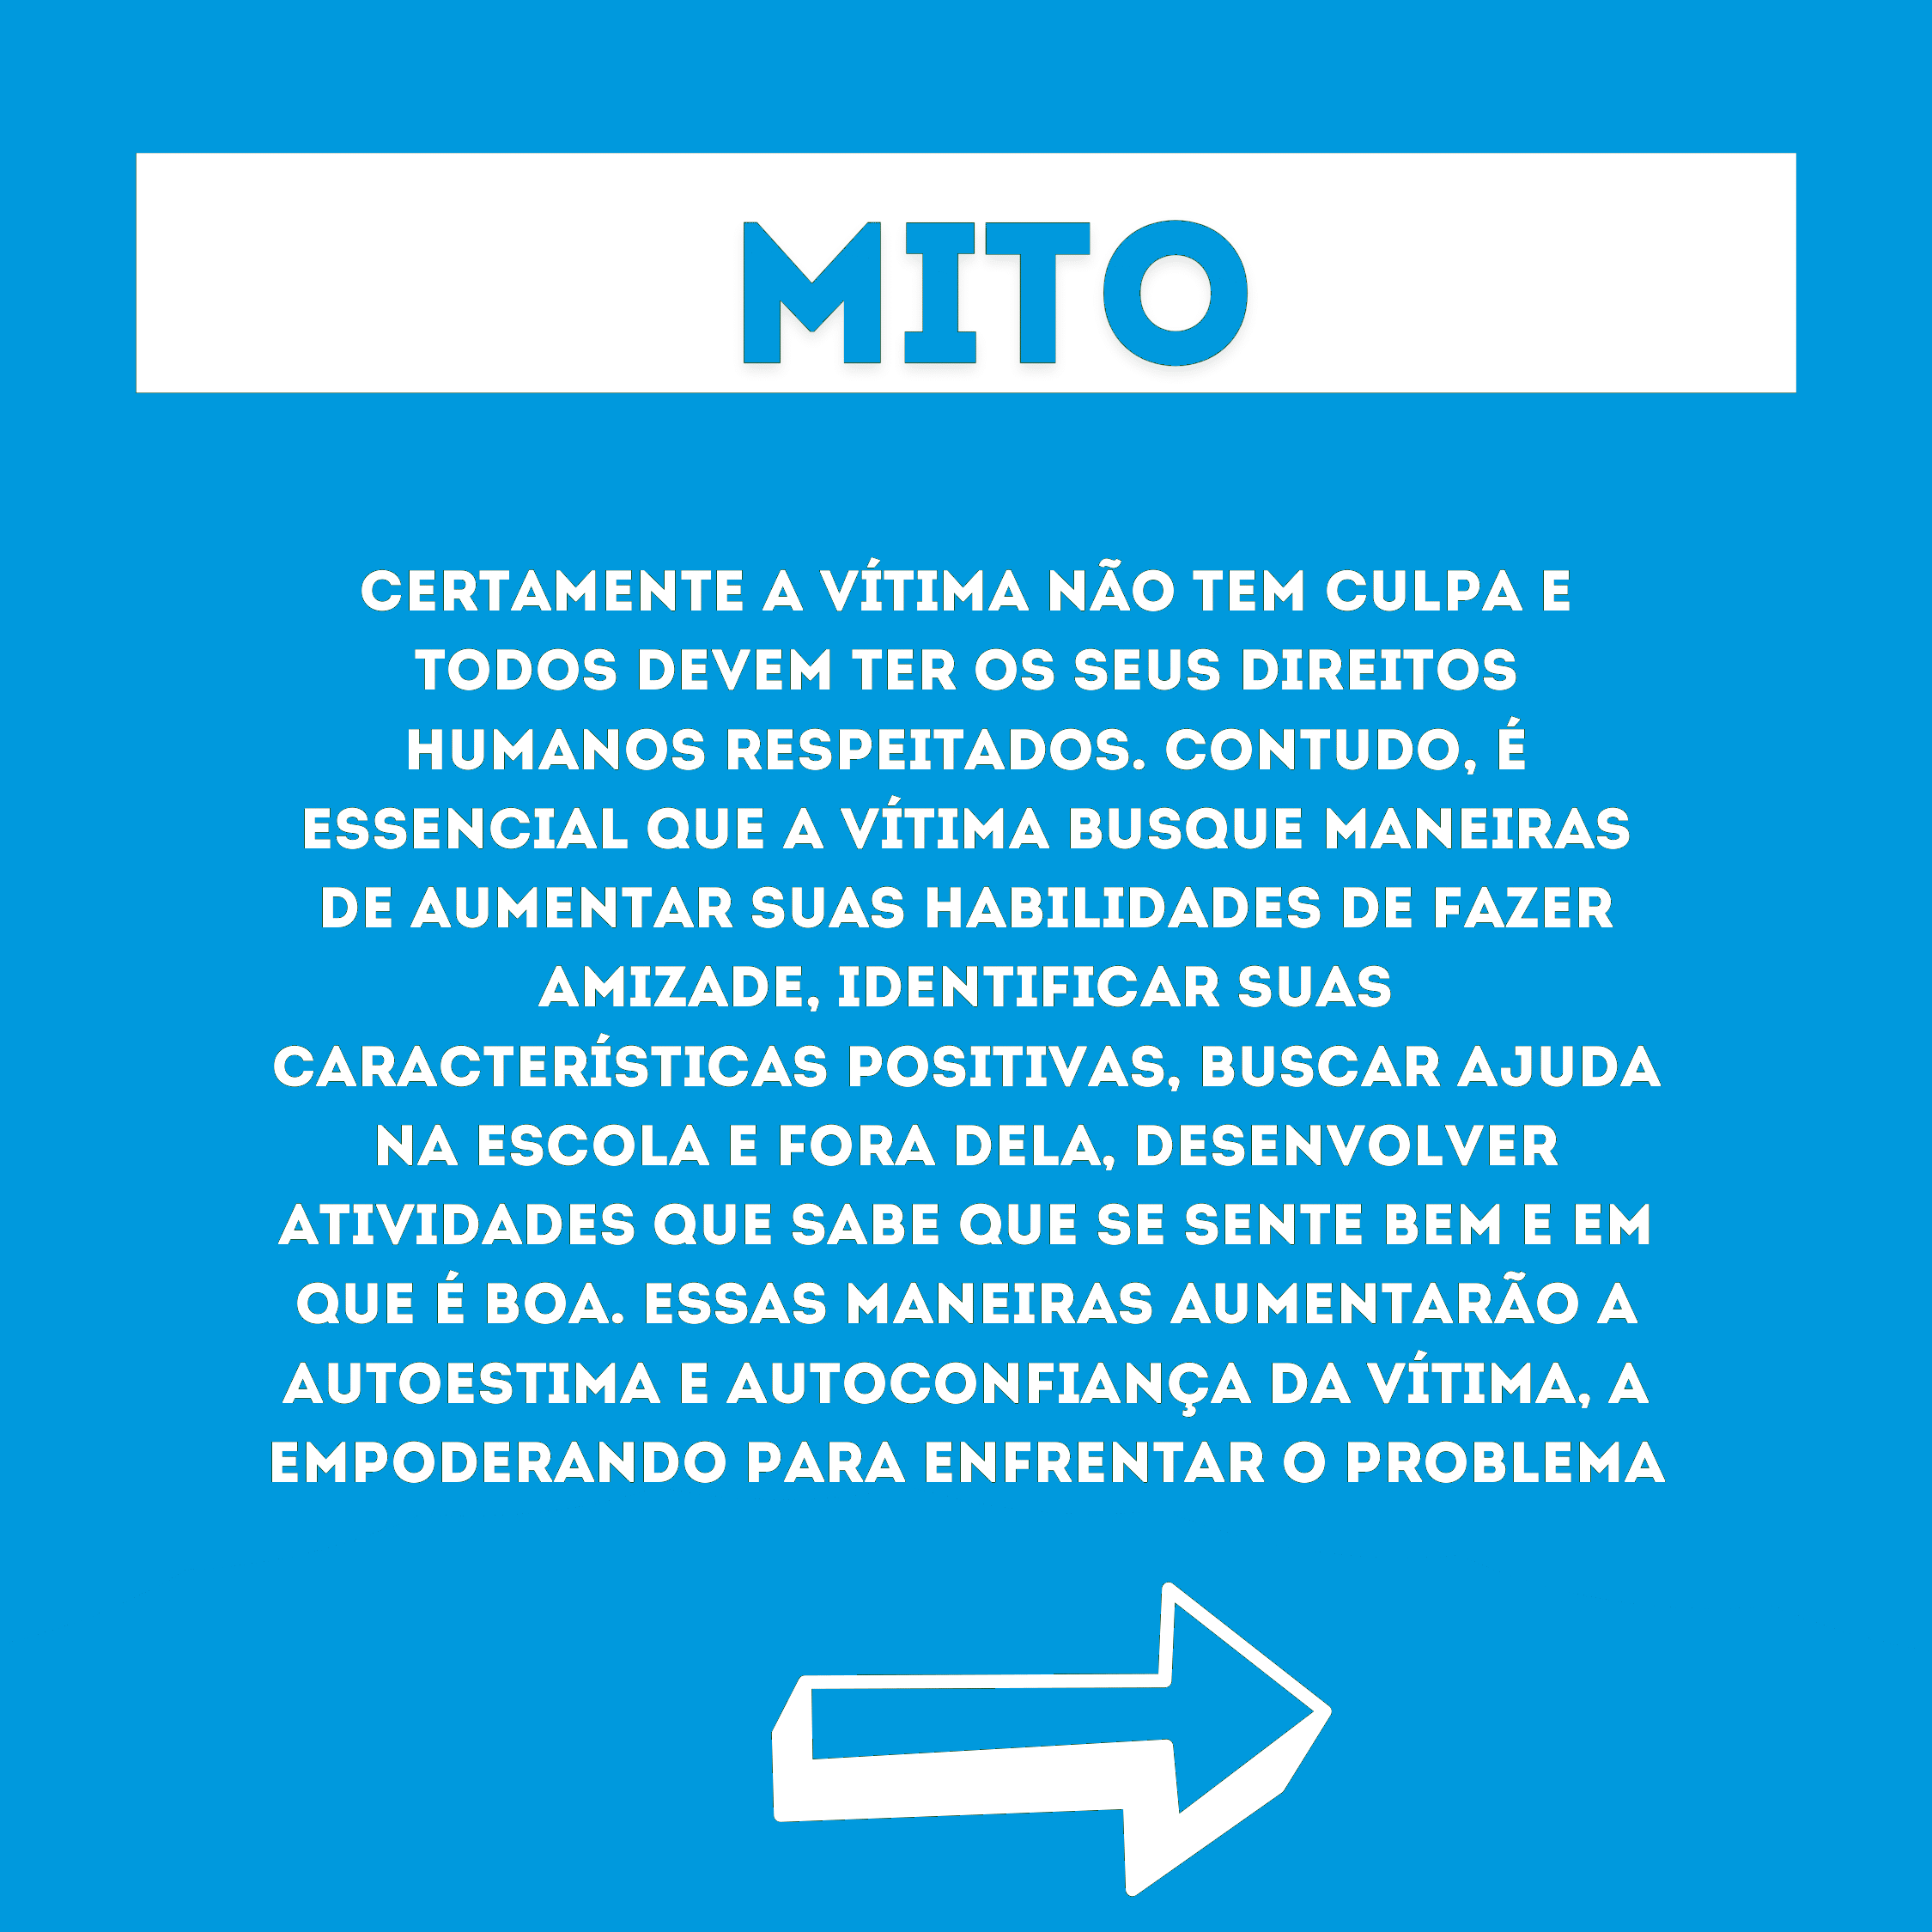 MITO
CERTAMENTE A VÍTIMA NÃO TEM CULPA E
TODOS DEVEM TER OS SEUS DIREITOS
HUMANOS RESPEITADOS. CONTUDO, É
ESSENCIAL QUE A VÍTIMA BUSQUE MANEIRAS
DE AUMENTAR SUAS HABILIDADES DE FAZER
AMIZADE, IDENTIFICAR SUAS
CARACTERÍSTICAS POSITIVAS, BUSCAR AJUDA
NA ESCOLA E FORA DELA, DESENVOLVER
ATIVIDADES QUE SABE QUE SE SENTE BEM E EM
QUE É BOA. ESSAS MANEIRAS AUMENTARÃO A
AUTOESTIMA E AUTOCONFIANÇA DA VÍTIMA, A
EMPODERANDO PARA ENFRENTAR O PROBLEMA